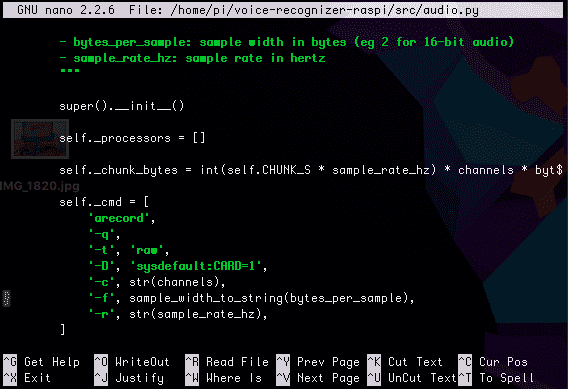 GNU nano 2.2.6  File: /home/pi/voice-recognizer-raspi/src/audio.py
- bytes_per_sample: sample width in bytes (eg 2 for 16-bit audio)
- sample_rate_hz: sample rate in hertz
"""
super().__init__()
self._processors = []
self._chunk_bytes = int(self.CHUNK_S * sample_rate_hz) * channels * byt$
IMG_1820.jpg
self._cmd = [
'arecord',
'-q',
'-t', 'raw',
'-D', 'sysdefault:CARD=1',
'-c', str(channels),
'-f', sample_width_to_string(bytes_per_sample),
'-r', str(sample_rate_hz),
]
^G Get Help  ^O WriteOut  ^R Read File ^Y Prev Page ^K Cut Text  ^C Cur Pos
^X Exit  ^J Justify  ^W Where Is  ^V Next Page ^U UnCut Text^T To Spell